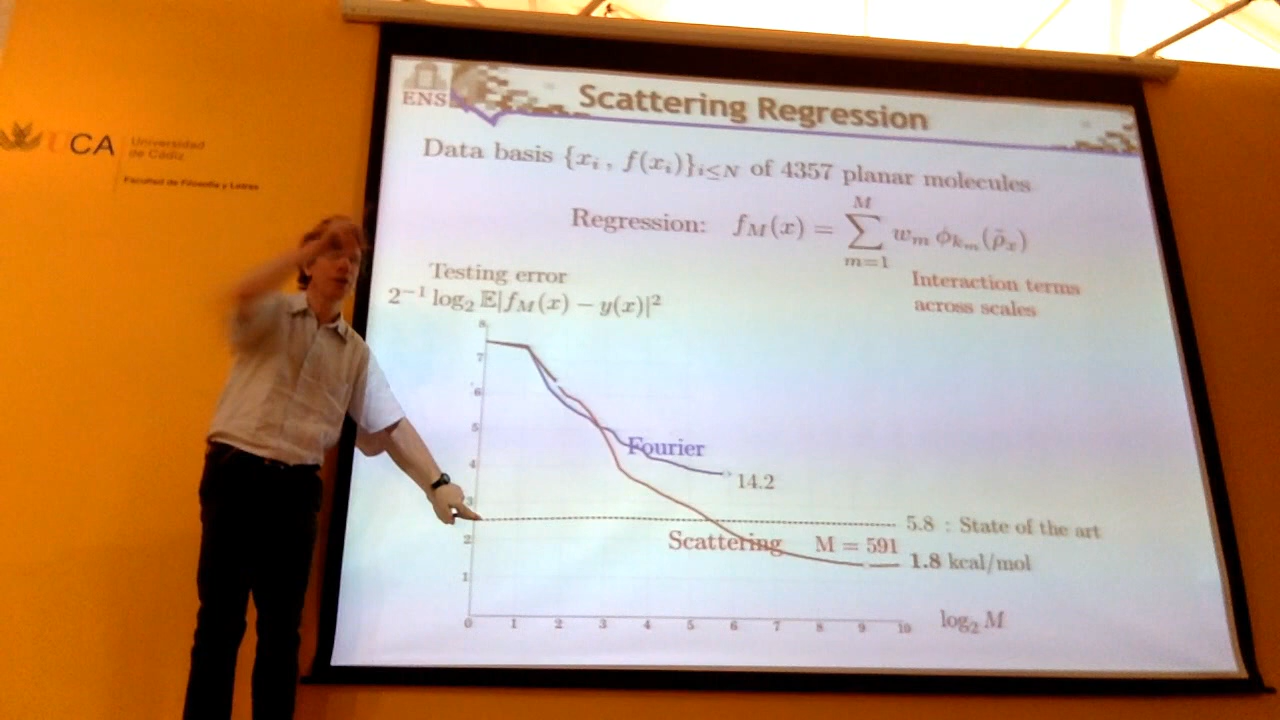 UCA
Universidad
de Cádiz
Facultad de Filosofía y Letras
ENS
Scattering Regression
Data basis {x_i , f(x_i)}_{i≤N} of 4357 planar molecules
Regression: f_M(x) = ∑_{m=1}^{M} w_m ϕ_{k_m}(ρ̃_x)
Interaction terms
across scales
Testing error
2⁻¹ log₂ 𝔼|f_M(x) − y(x)|²
8
7
6
5
4
3
2
1
Fourier
14.2
5.8 : State of the art
Scattering M = 591
1.8 kcal/mol
0 1 2 3 4 5 6 7 8 9 10
log₂ M